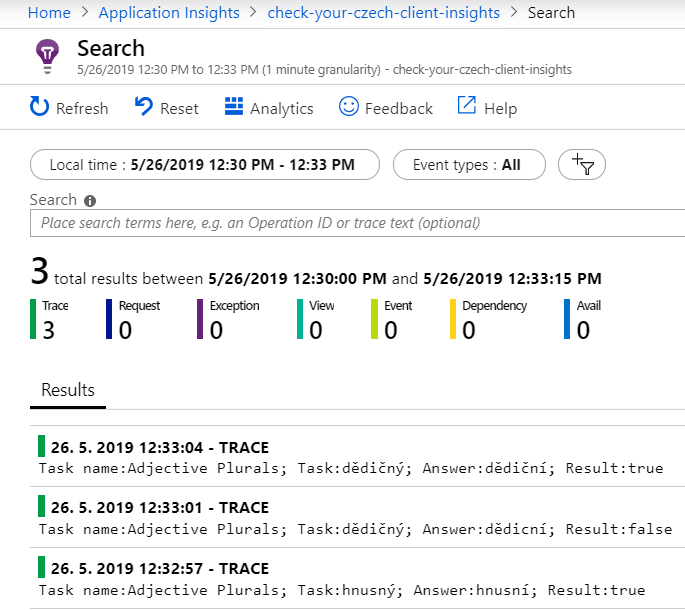 Home > Application Insights > check-your-czech-client-insights > Search
Search
5/26/2019 12:30 PM to 12:33 PM (1 minute granularity) - check-your-czech-client-insights
Refresh Reset Analytics Feedback Help
Local time : 5/26/2019 12:30 PM - 12:33 PM Event types : All
Search
Place search terms here, e.g. an Operation ID or trace text (optional)
3 total results between 5/26/2019 12:30:00 PM and 5/26/2019 12:33:15 PM
Trace Request Exception View Event Dependency Avail
3 0 0 0 0 0 0
Results
26. 5. 2019 12:33:04 - TRACE
Task name:Adjective Plurals; Task:dědičný; Answer:dědiční; Result:true
26. 5. 2019 12:33:01 - TRACE
Task name:Adjective Plurals; Task:dědičný; Answer:dědicní; Result:false
26. 5. 2019 12:32:57 - TRACE
Task name:Adjective Plurals; Task:hnusný; Answer:hnusní; Result:true